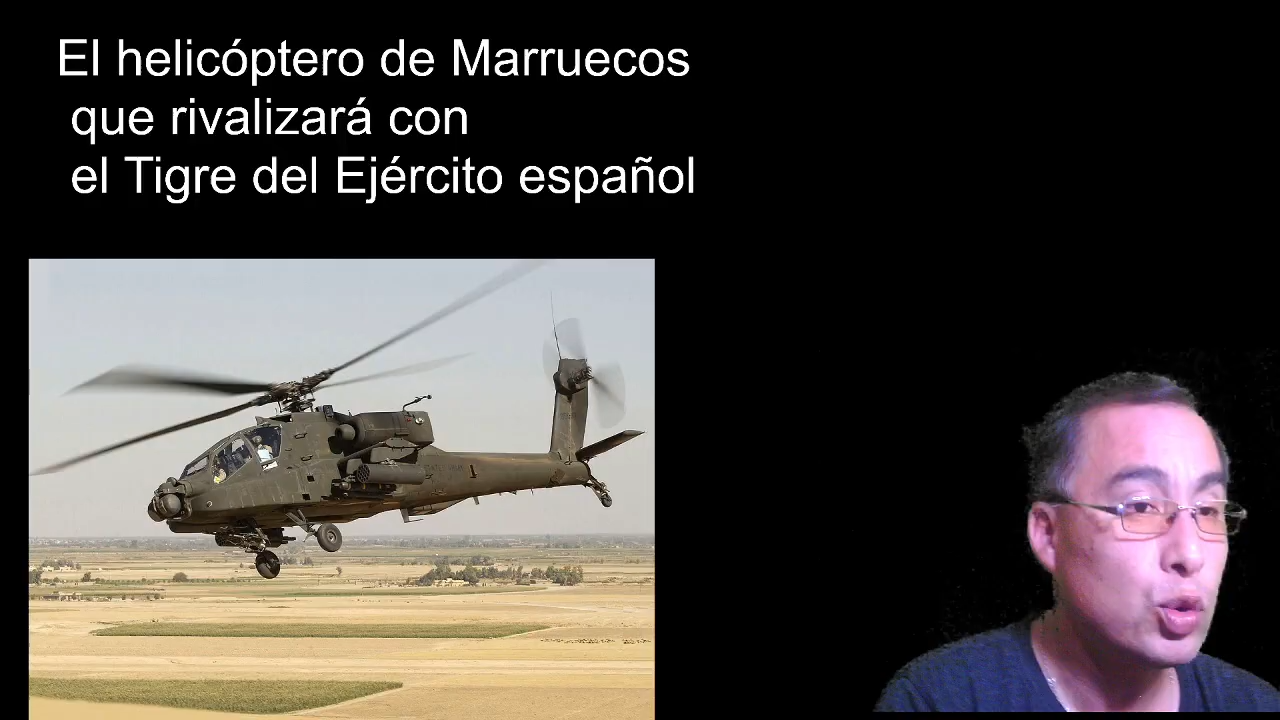 El helicóptero de Marruecos
que rivalizará con
el Tigre del Ejército español